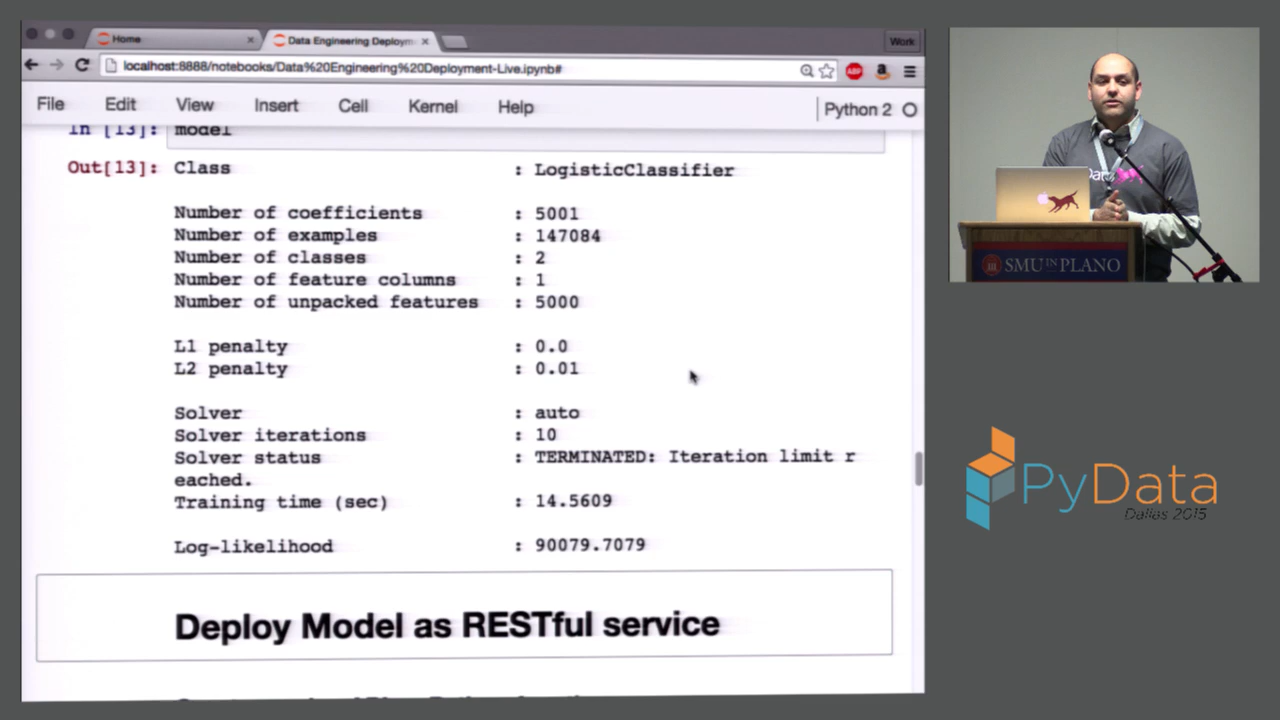 Home
Data Engineering Deploym
Work
localhost:8888/notebooks/Data%20Engineering%20Deployment-Live.ipynb#
ABP
a
File Edit View Insert Cell Kernel Help
Python 2
In [13]: model
Out[13]: Class : LogisticClassifier
Number of coefficients : 5001
Number of examples : 147084
Number of classes : 2
Number of feature columns : 1
Number of unpacked features : 5000
L1 penalty : 0.0
L2 penalty : 0.01
Solver : auto
Solver iterations : 10
Solver status : TERMINATED: Iteration limit r
eached.
Training time (sec) : 14.5609
Log-likelihood : 90079.7079
Deploy Model as RESTful service
SMU IN PLANO
PyData
Dallas 2015